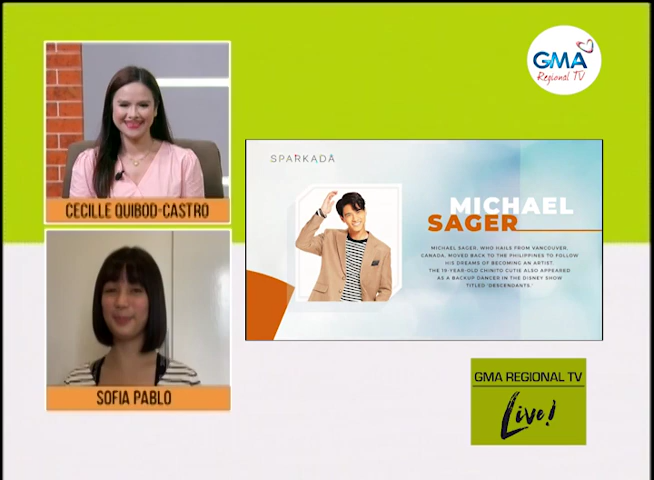 GMA
Regional TV
SPARKADA
MICHAEL
SAGER
MICHAEL SAGER, WHO HAILS FROM VANCOUVER,
CANADA, MOVED BACK TO THE PHILIPPINES TO FOLLOW
HIS DREAMS OF BECOMING AN ARTIST.
THE 19-YEAR-OLD CHINITO CUTIE ALSO APPEARED
AS A BACKUP DANCER IN THE DISNEY SHOW
TITLED 'DESCENDANTS.'
CECILLE QUIBOD-CASTRO
SOFIA PABLO
GMA REGIONAL TV
Live!